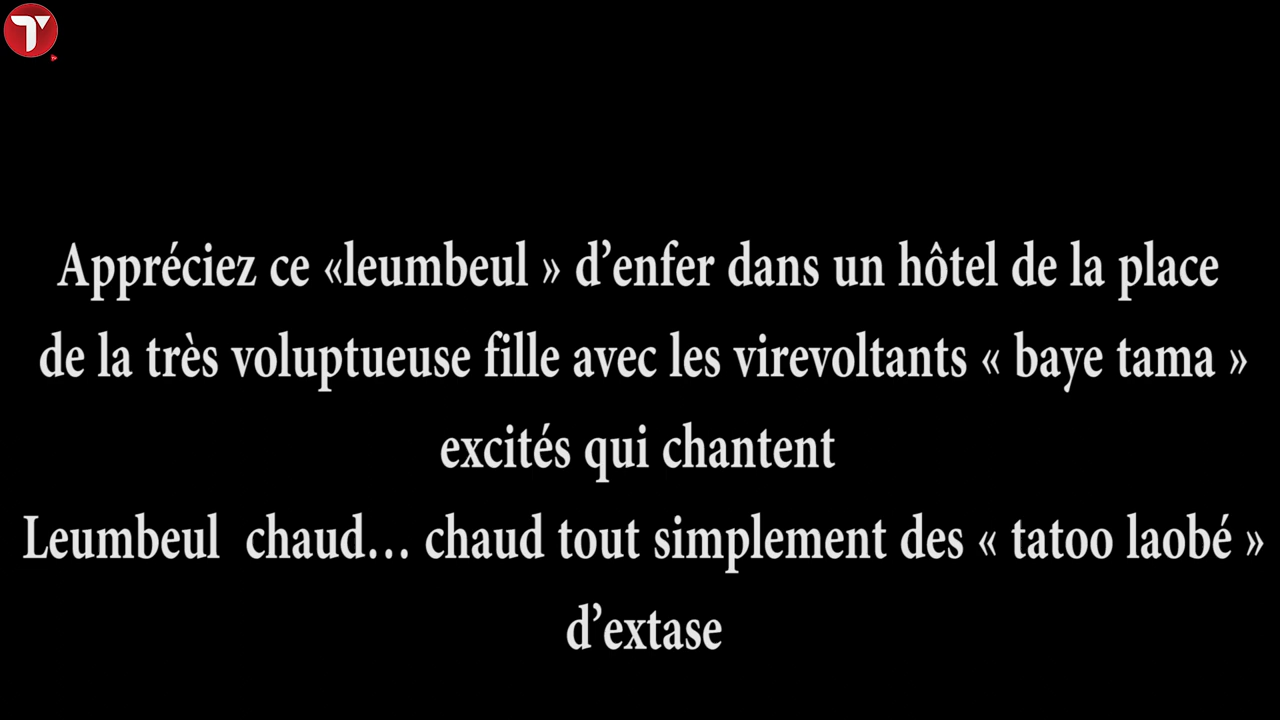 Appréciez ce «leumbeul » d’enfer dans un hôtel de la place
de la très voluptueuse fille avec les virevoltants « baye tama »
excités qui chantent
Leumbeul  chaud… chaud tout simplement des « tatoo laobé »
d’extase